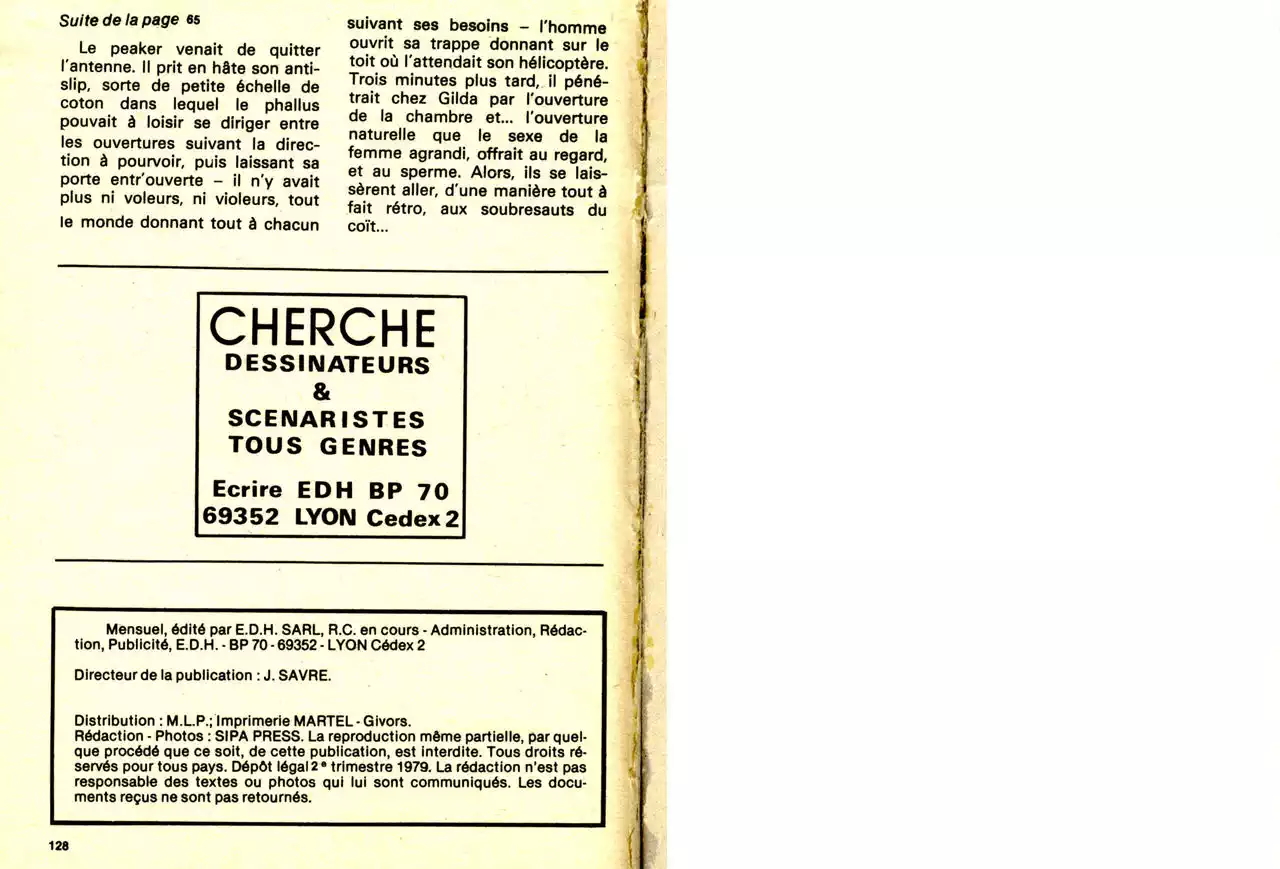 Suite de la page 65
Le peaker venait de quitter
l'antenne. Il prit en hâte son anti-
slip, sorte de petite échelle de
coton dans lequel le phallus
pouvait à loisir se diriger entre
les ouvertures suivant la direc-
tion à pourvoir, puis laissant sa
porte entr'ouverte – il n'y avait
plus ni voleurs, ni violeurs, tout
le monde donnant tout à chacun
suivant ses besoins – l'homme
ouvrit sa trappe donnant sur le
toit où l'attendait son hélicoptère.
Trois minutes plus tard, il péné-
trait chez Gilda par l'ouverture
de la chambre et... l'ouverture
naturelle que le sexe de la
femme agrandi, offrait au regard,
et au sperme. Alors, ils se lais-
sèrent aller, d'une manière tout à
fait rétro, aux soubresauts du
coït...
CHERCHE
DESSINATEURS
&
SCENARISTES
TOUS GENRES
Ecrire EDH BP 70
69352 LYON Cedex 2
Mensuel, édité par E.D.H. SARL, R.C. en cours - Administration, Rédac-
tion, Publicité, E.D.H. - BP 70 - 69352 - LYON Cédex 2
Directeur de la publication : J. SAVRE.
Distribution : M.L.P.; Imprimerie MARTEL - Givors.
Rédaction - Photos : SIPA PRESS. La reproduction même partielle, par quel-
que procédé que ce soit, de cette publication, est interdite. Tous droits ré-
servés pour tous pays. Dépôt légal 2e trimestre 1979. La rédaction n'est pas
responsable des textes ou photos qui lui sont communiqués. Les docu-
ments reçus ne sont pas retournés.
128